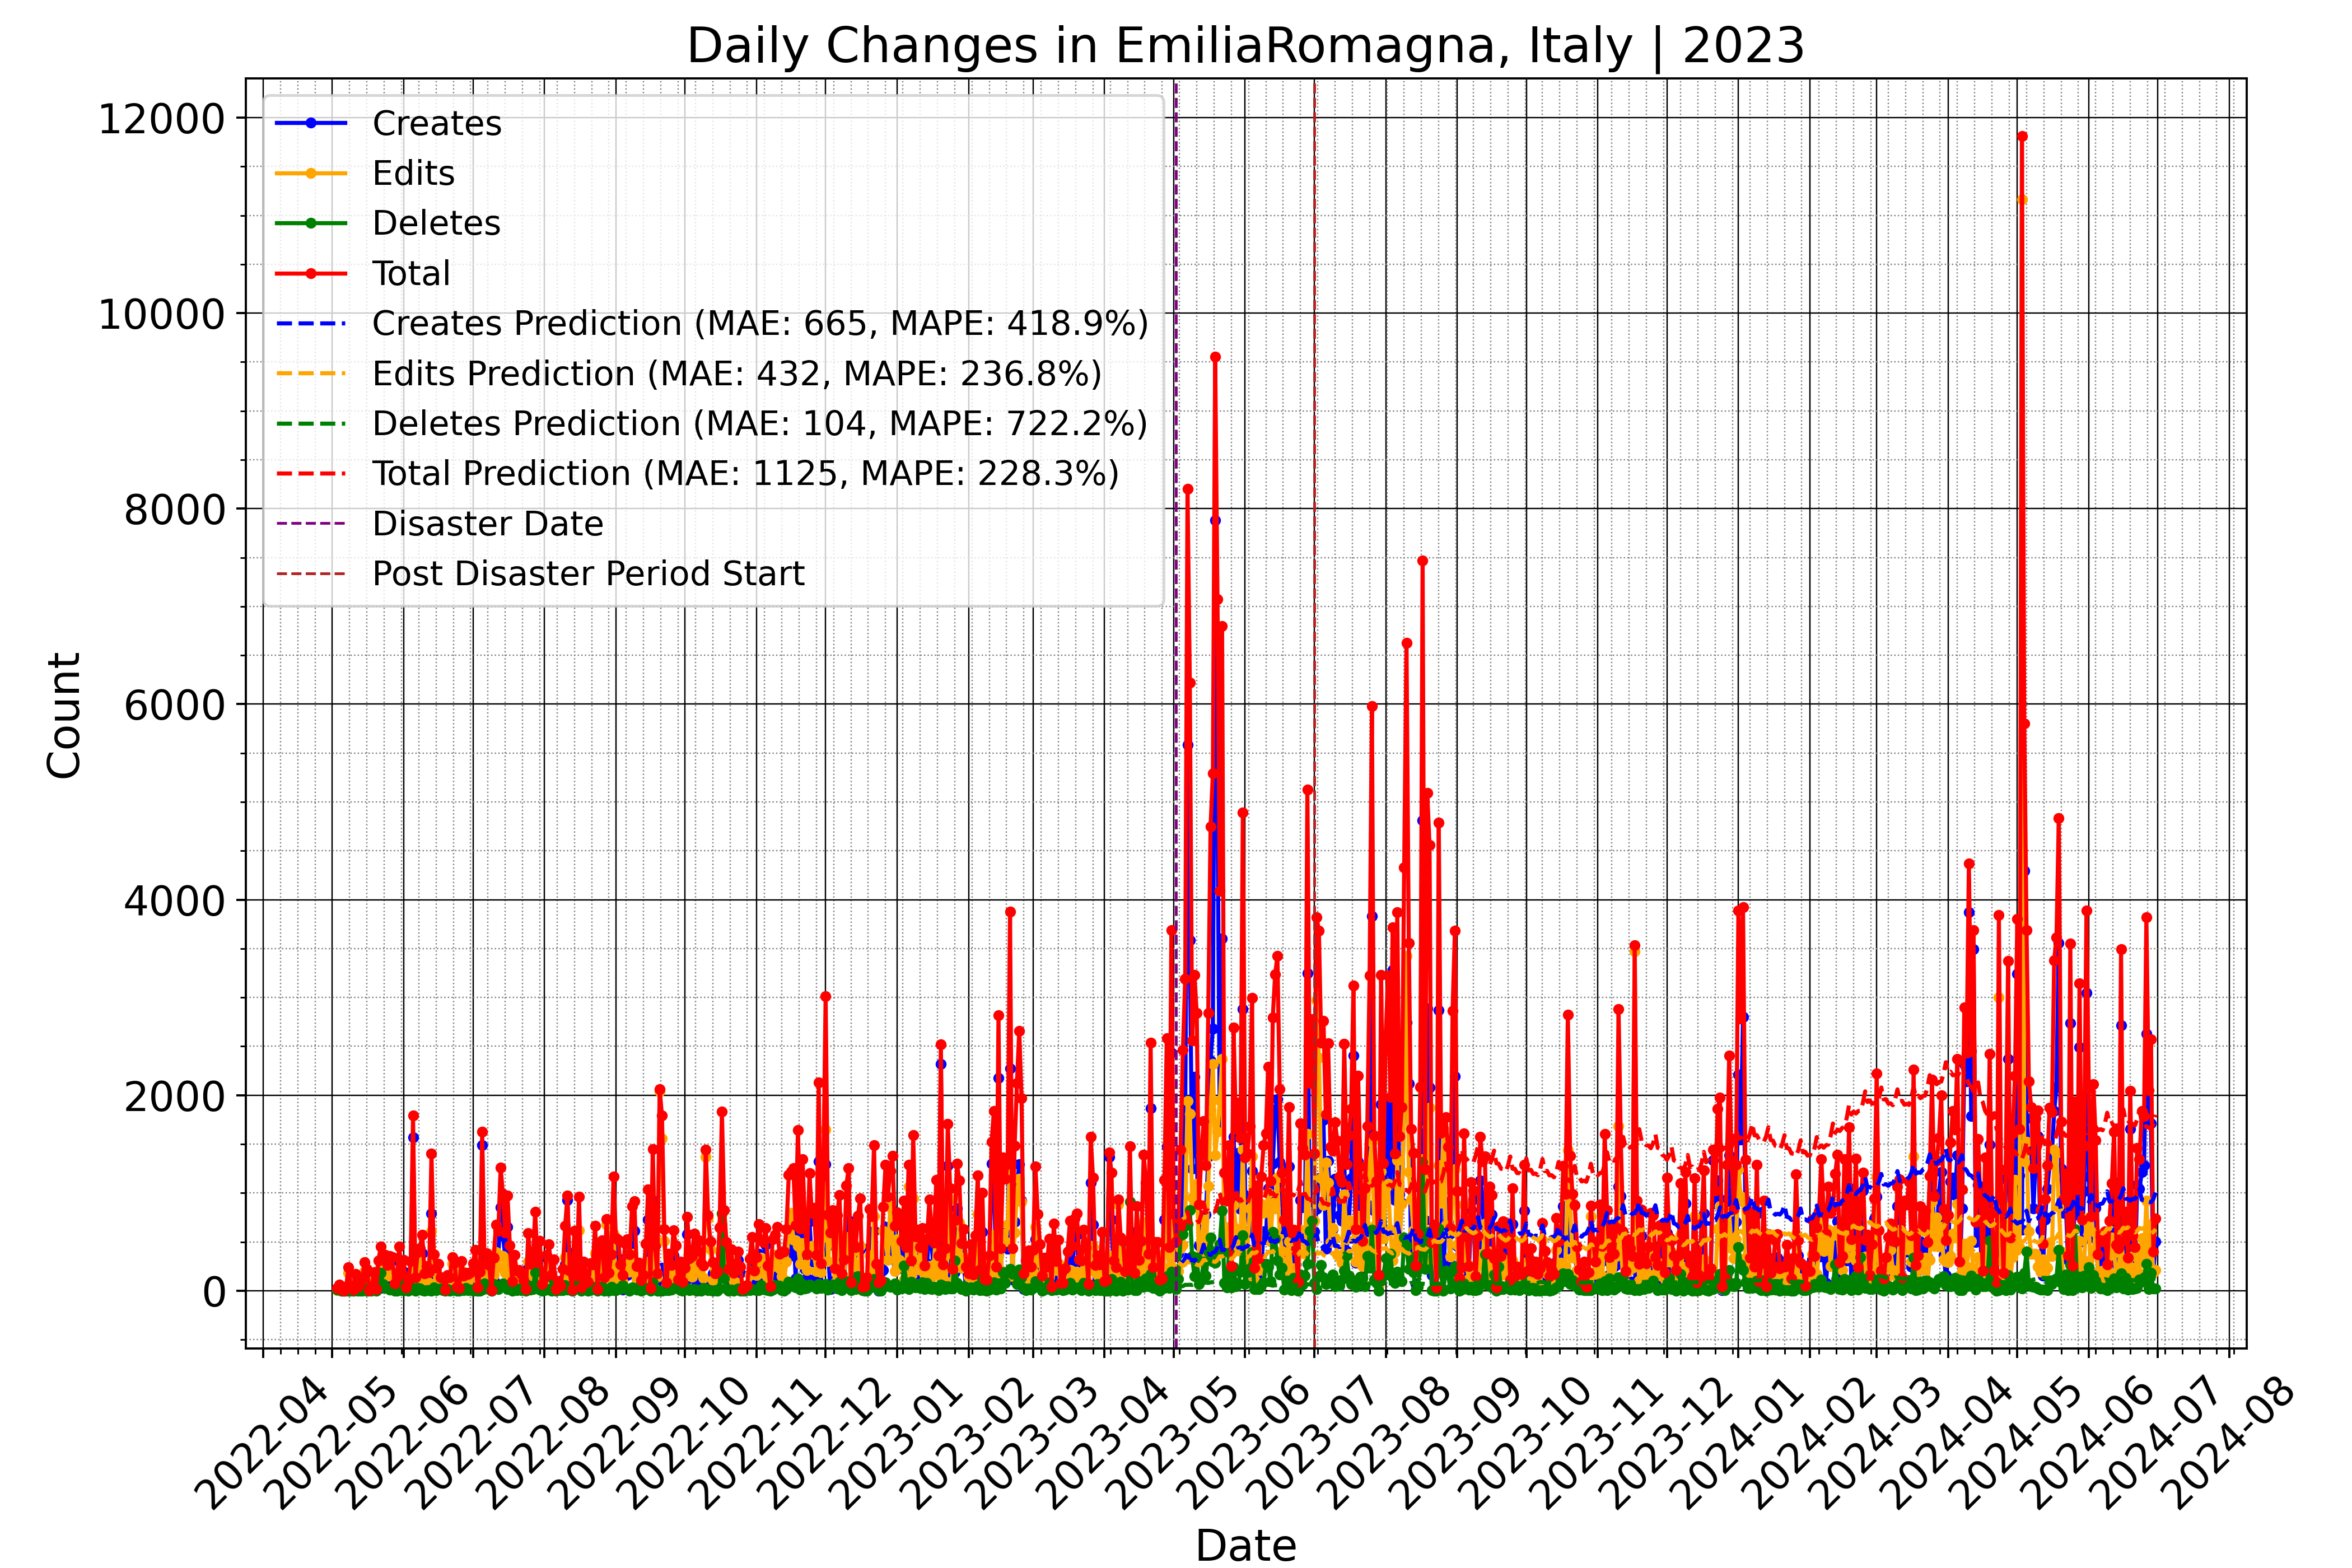 Daily Changes in EmiliaRomagna, Italy | 2023
12000
10000
8000
6000
4000
2000
0
Count
Creates
Edits
Deletes
Total
Creates Prediction (MAE: 665, MAPE: 418.9%)
Edits Prediction (MAE: 432, MAPE: 236.8%)
Deletes Prediction (MAE: 104, MAPE: 722.2%)
Total Prediction (MAE: 1125, MAPE: 228.3%)
Disaster Date
Post Disaster Period Start
2022-04
2022-05
2022-06
2022-07
2022-08
2022-09
2022-10
2022-11
2022-12
2023-01
2023-02
2023-03
2023-04
2023-05
2023-06
2023-07
2023-08
2023-09
2023-10
2023-11
2023-12
2024-01
2024-02
2024-03
2024-04
2024-05
2024-06
2024-07
2024-08
Date